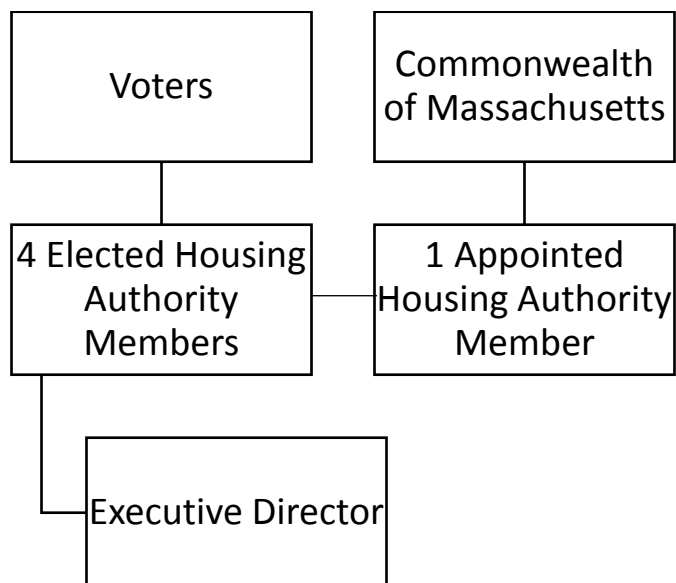 Voters
Commonwealth
of Massachusetts
4 Elected Housing
Authority
Members
1 Appointed
Housing Authority
Member
Executive Director